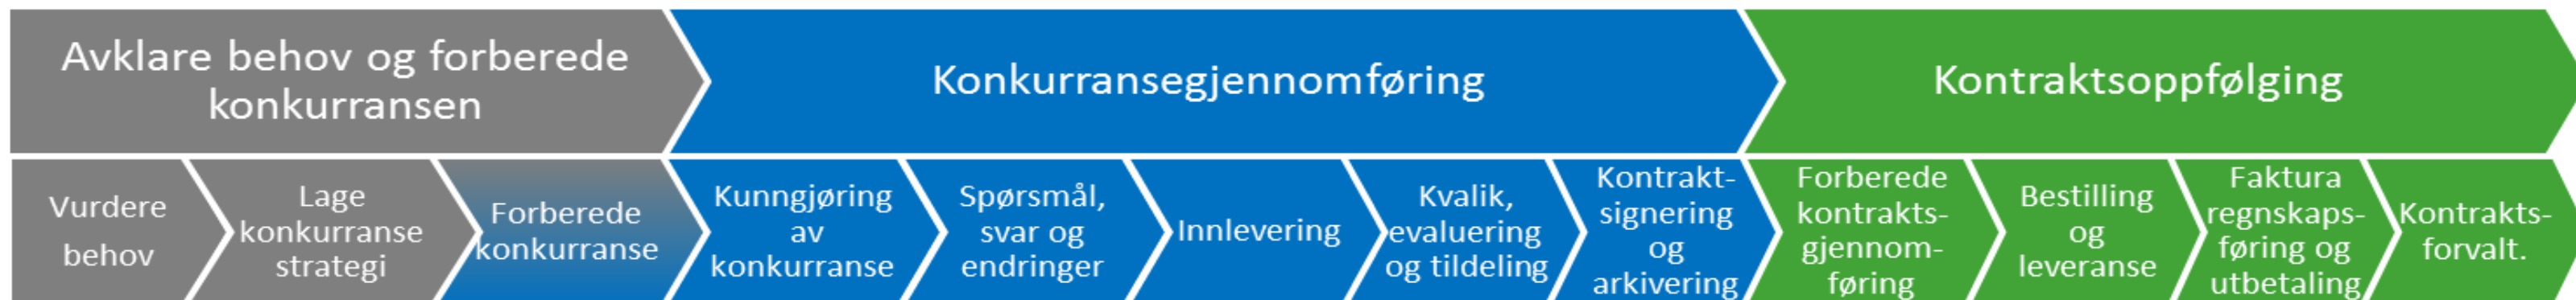 Avklare behov og forberede
konkurransen
Konkurransegjennomføring
Kontraktsoppfølging
Vurdere
behov
Lage
konkurranse
strategi
Forberede
konkurranse
Kunngjøring
av
konkurranse
Spørsmål,
svar og
endringer
Innlevering
Kvalik,
evaluering
og tildeling
Kontrakt-
signering
og
arkivering
Forberede
kontrakts-
gjennom-
føring
Bestilling
og
leveranse
Faktura
regnskaps-
føring og
utbetaling
Kontrakts-
forvalt.